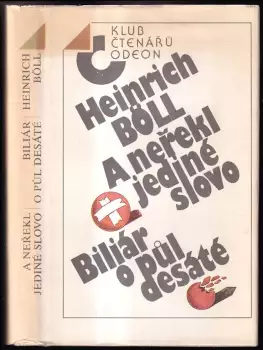 KLUB
ČTENÁŘŮ
ODEON
Heinrich
BÖLL
A neřekl
jediné
slovo
Biliár
o půl
desáté
A NEŘEKL BILIÁR HEINRICH
JEDINÉ SLOVO O PŮL DESÁTÉ BÖLL